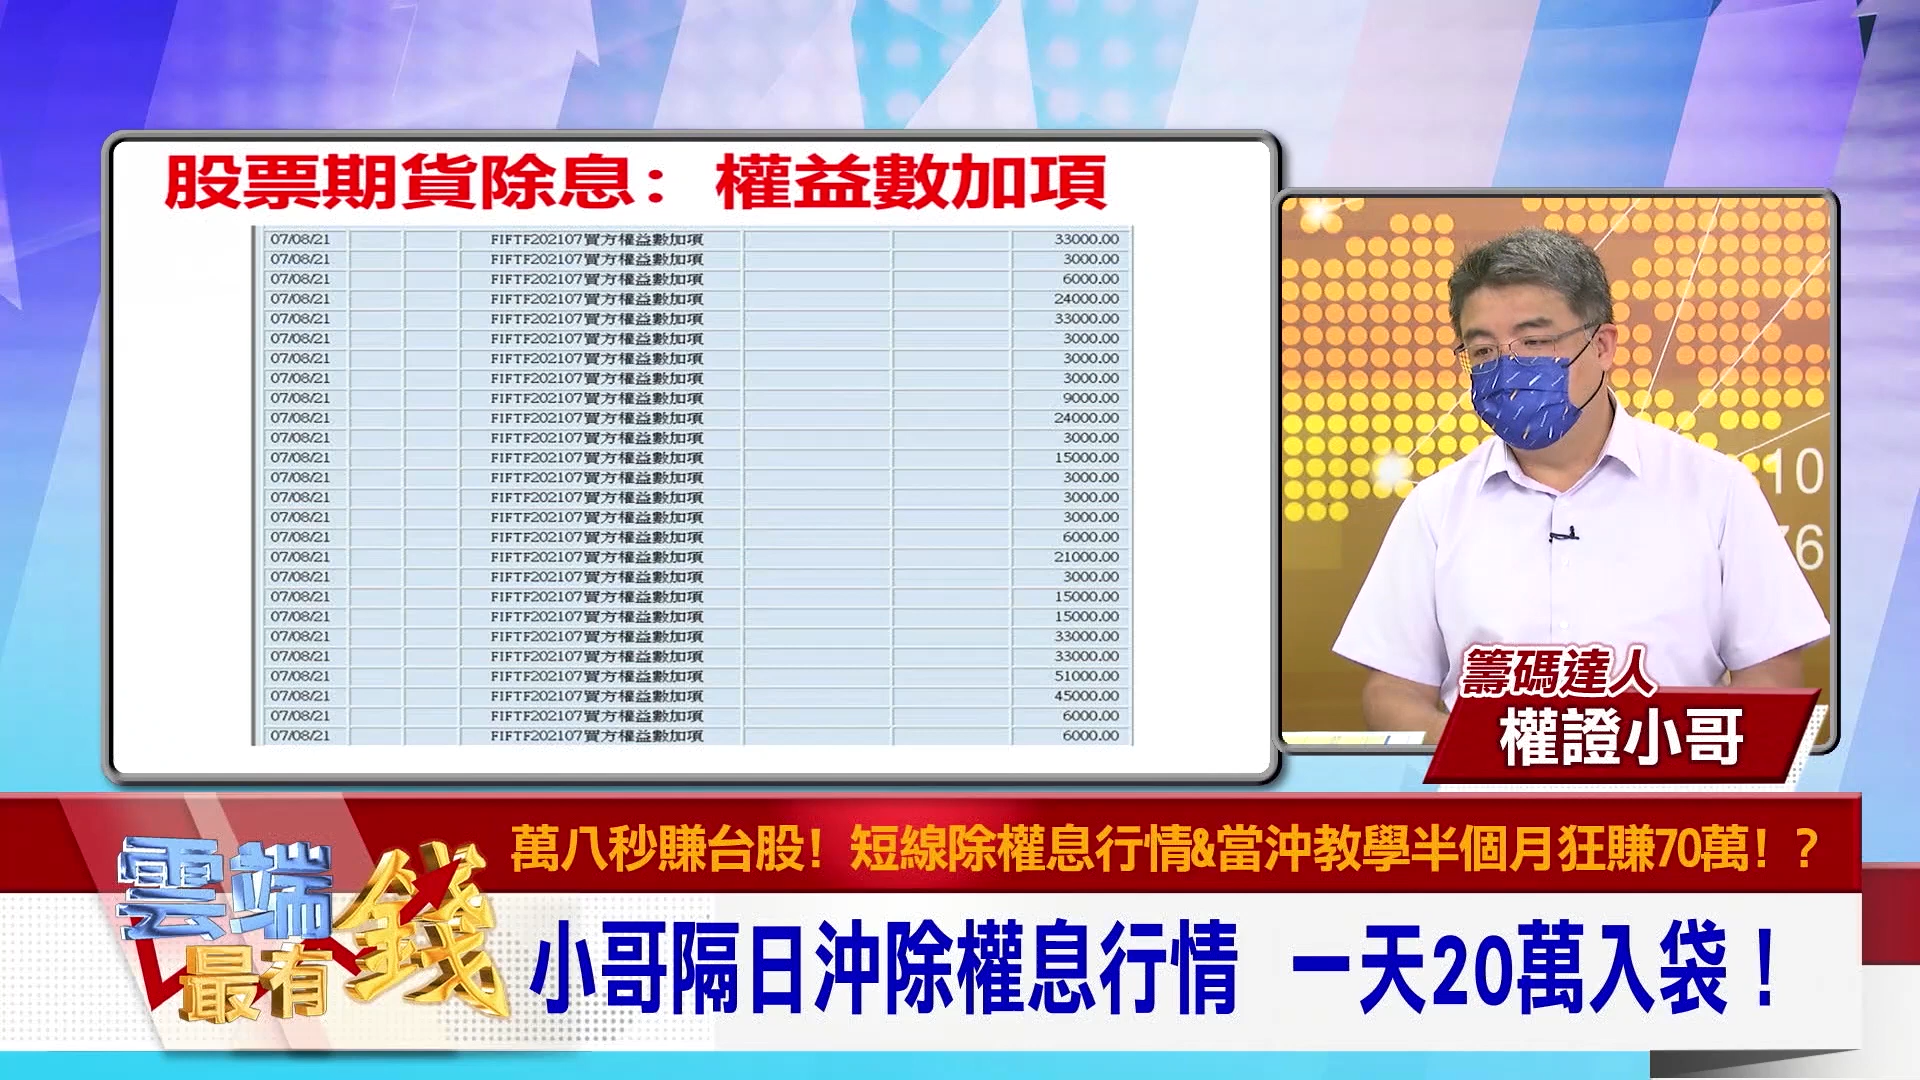 股票期貨除息：權益數加項
07/08/21 FIFTF202107買方權益數加項 33000.00
07/08/21 FIFTF202107買方權益數加項 3000.00
07/08/21 FIFTF202107買方權益數加項 6000.00
07/08/21 FIFTF202107買方權益數加項 24000.00
07/08/21 FIFTF202107買方權益數加項 33000.00
07/08/21 FIFTF202107買方權益數加項 3000.00
07/08/21 FIFTF202107買方權益數加項 3000.00
07/08/21 FIFTF202107買方權益數加項 3000.00
07/08/21 FIFTF202107買方權益數加項 9000.00
07/08/21 FIFTF202107買方權益數加項 24000.00
07/08/21 FIFTF202107買方權益數加項 3000.00
07/08/21 FIFTF202107買方權益數加項 15000.00
07/08/21 FIFTF202107買方權益數加項 3000.00
07/08/21 FIFTF202107買方權益數加項 3000.00
07/08/21 FIFTF202107買方權益數加項 3000.00
07/08/21 FIFTF202107買方權益數加項 6000.00
07/08/21 FIFTF202107買方權益數加項 21000.00
07/08/21 FIFTF202107買方權益數加項 3000.00
07/08/21 FIFTF202107買方權益數加項 15000.00
07/08/21 FIFTF202107買方權益數加項 15000.00
07/08/21 FIFTF202107買方權益數加項 33000.00
07/08/21 FIFTF202107買方權益數加項 33000.00
07/08/21 FIFTF202107買方權益數加項 51000.00
07/08/21 FIFTF202107買方權益數加項 45000.00
07/08/21 FIFTF202107買方權益數加項 6000.00
07/08/21 FIFTF202107買方權益數加項 6000.00
10
籌碼達人
權證小哥
萬八秒賺台股！短線除權息行情&當沖教學半個月狂賺70萬！？
雲端
最有錢
小哥隔日沖除權息行情 一天20萬入袋！